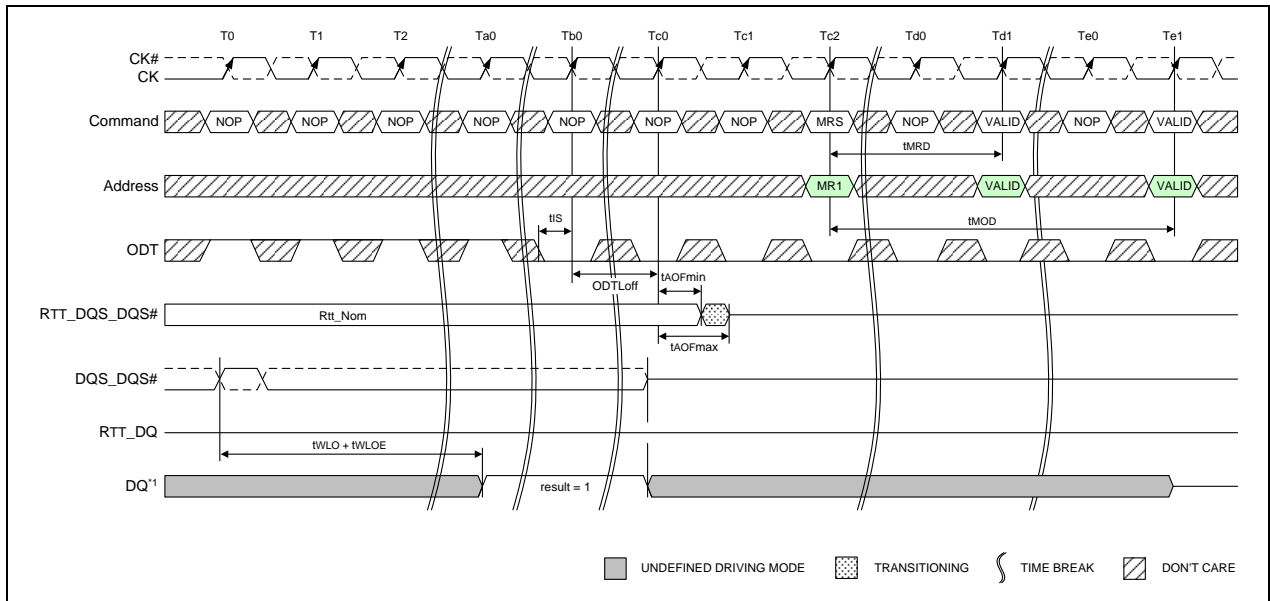 T0 T1 T2 Ta0 Tb0 Tc0 Tc1 Tc2 Td0 Td1 Te0 Te1
CK#
CK
Command NOP NOP NOP NOP NOP NOP NOP MRS NOP VALID NOP VALID
tMRD
Address MR1 VALID VALID
tIS tMOD
ODT
tAOFmin
ODTLoff
RTT_DQS_DQS# Rtt_Nom
tAOFmax
DQS_DQS#
RTT_DQ
tWLO + tWLOE
DQ*1 result = 1
UNDEFINED DRIVING MODE TRANSITIONING TIME BREAK DON'T CARE